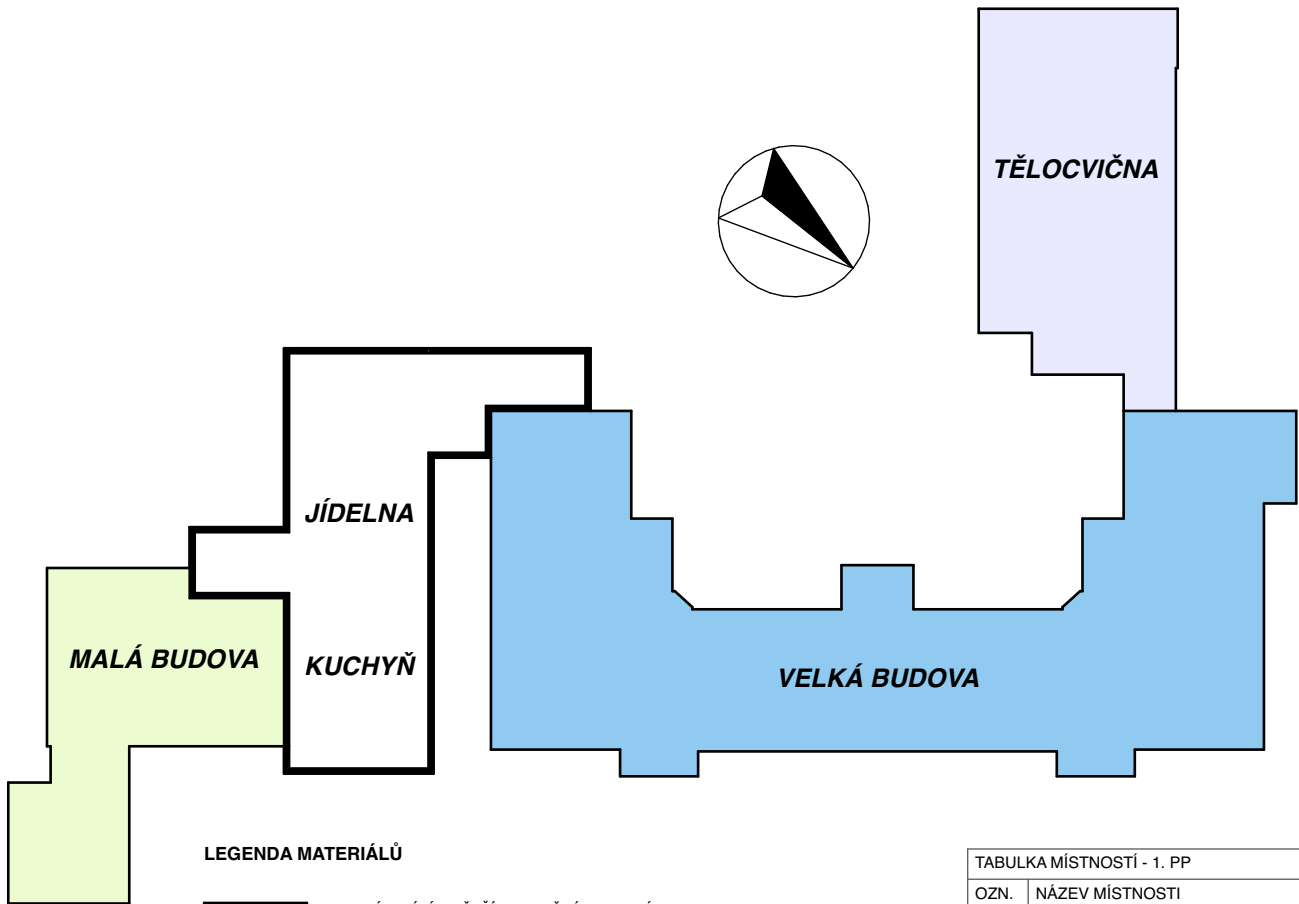 TĚLOCVIČNA
JÍDELNA
MALÁ BUDOVA
KUCHYŇ
VELKÁ BUDOVA
LEGENDA MATERIÁLŮ
TABULKA MÍSTNOSTÍ - 1. PP
OZN. NÁZEV MÍSTNOSTI